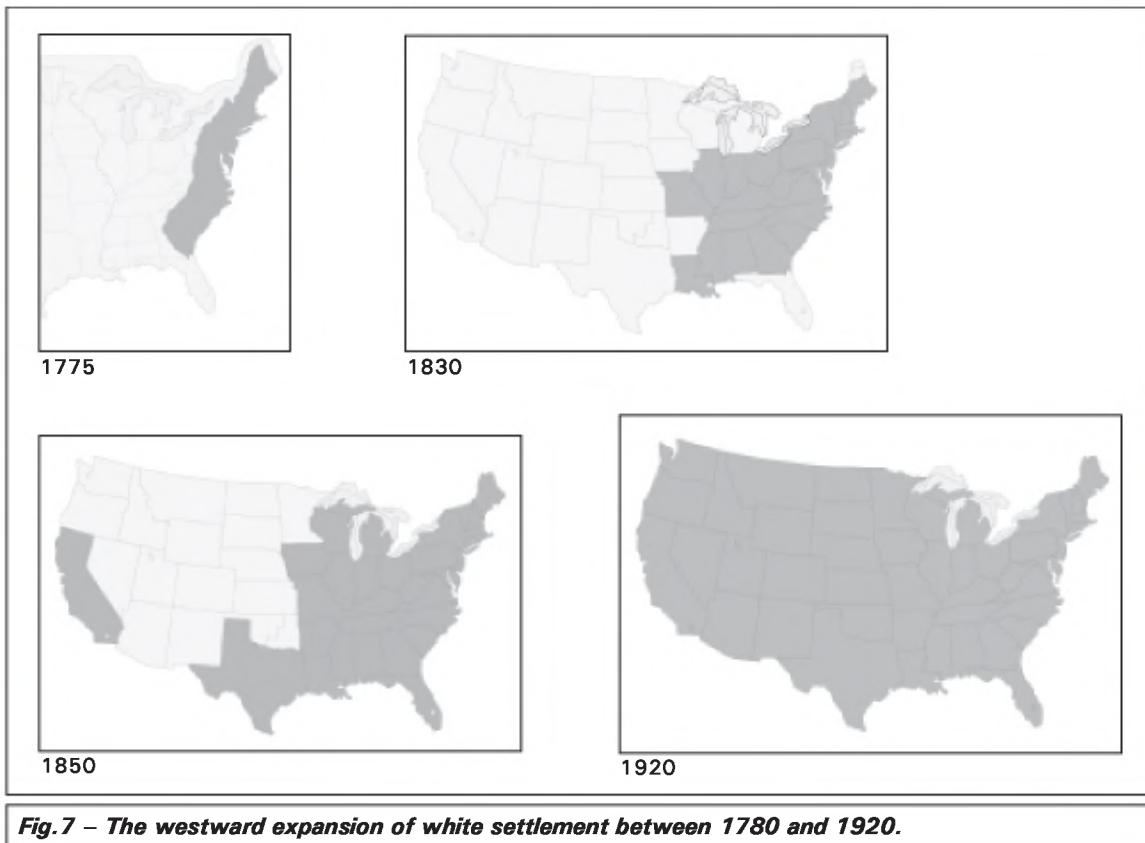 1775
1830
1850
1920
Fig.7 – The westward expansion of white settlement between 1780 and 1920.